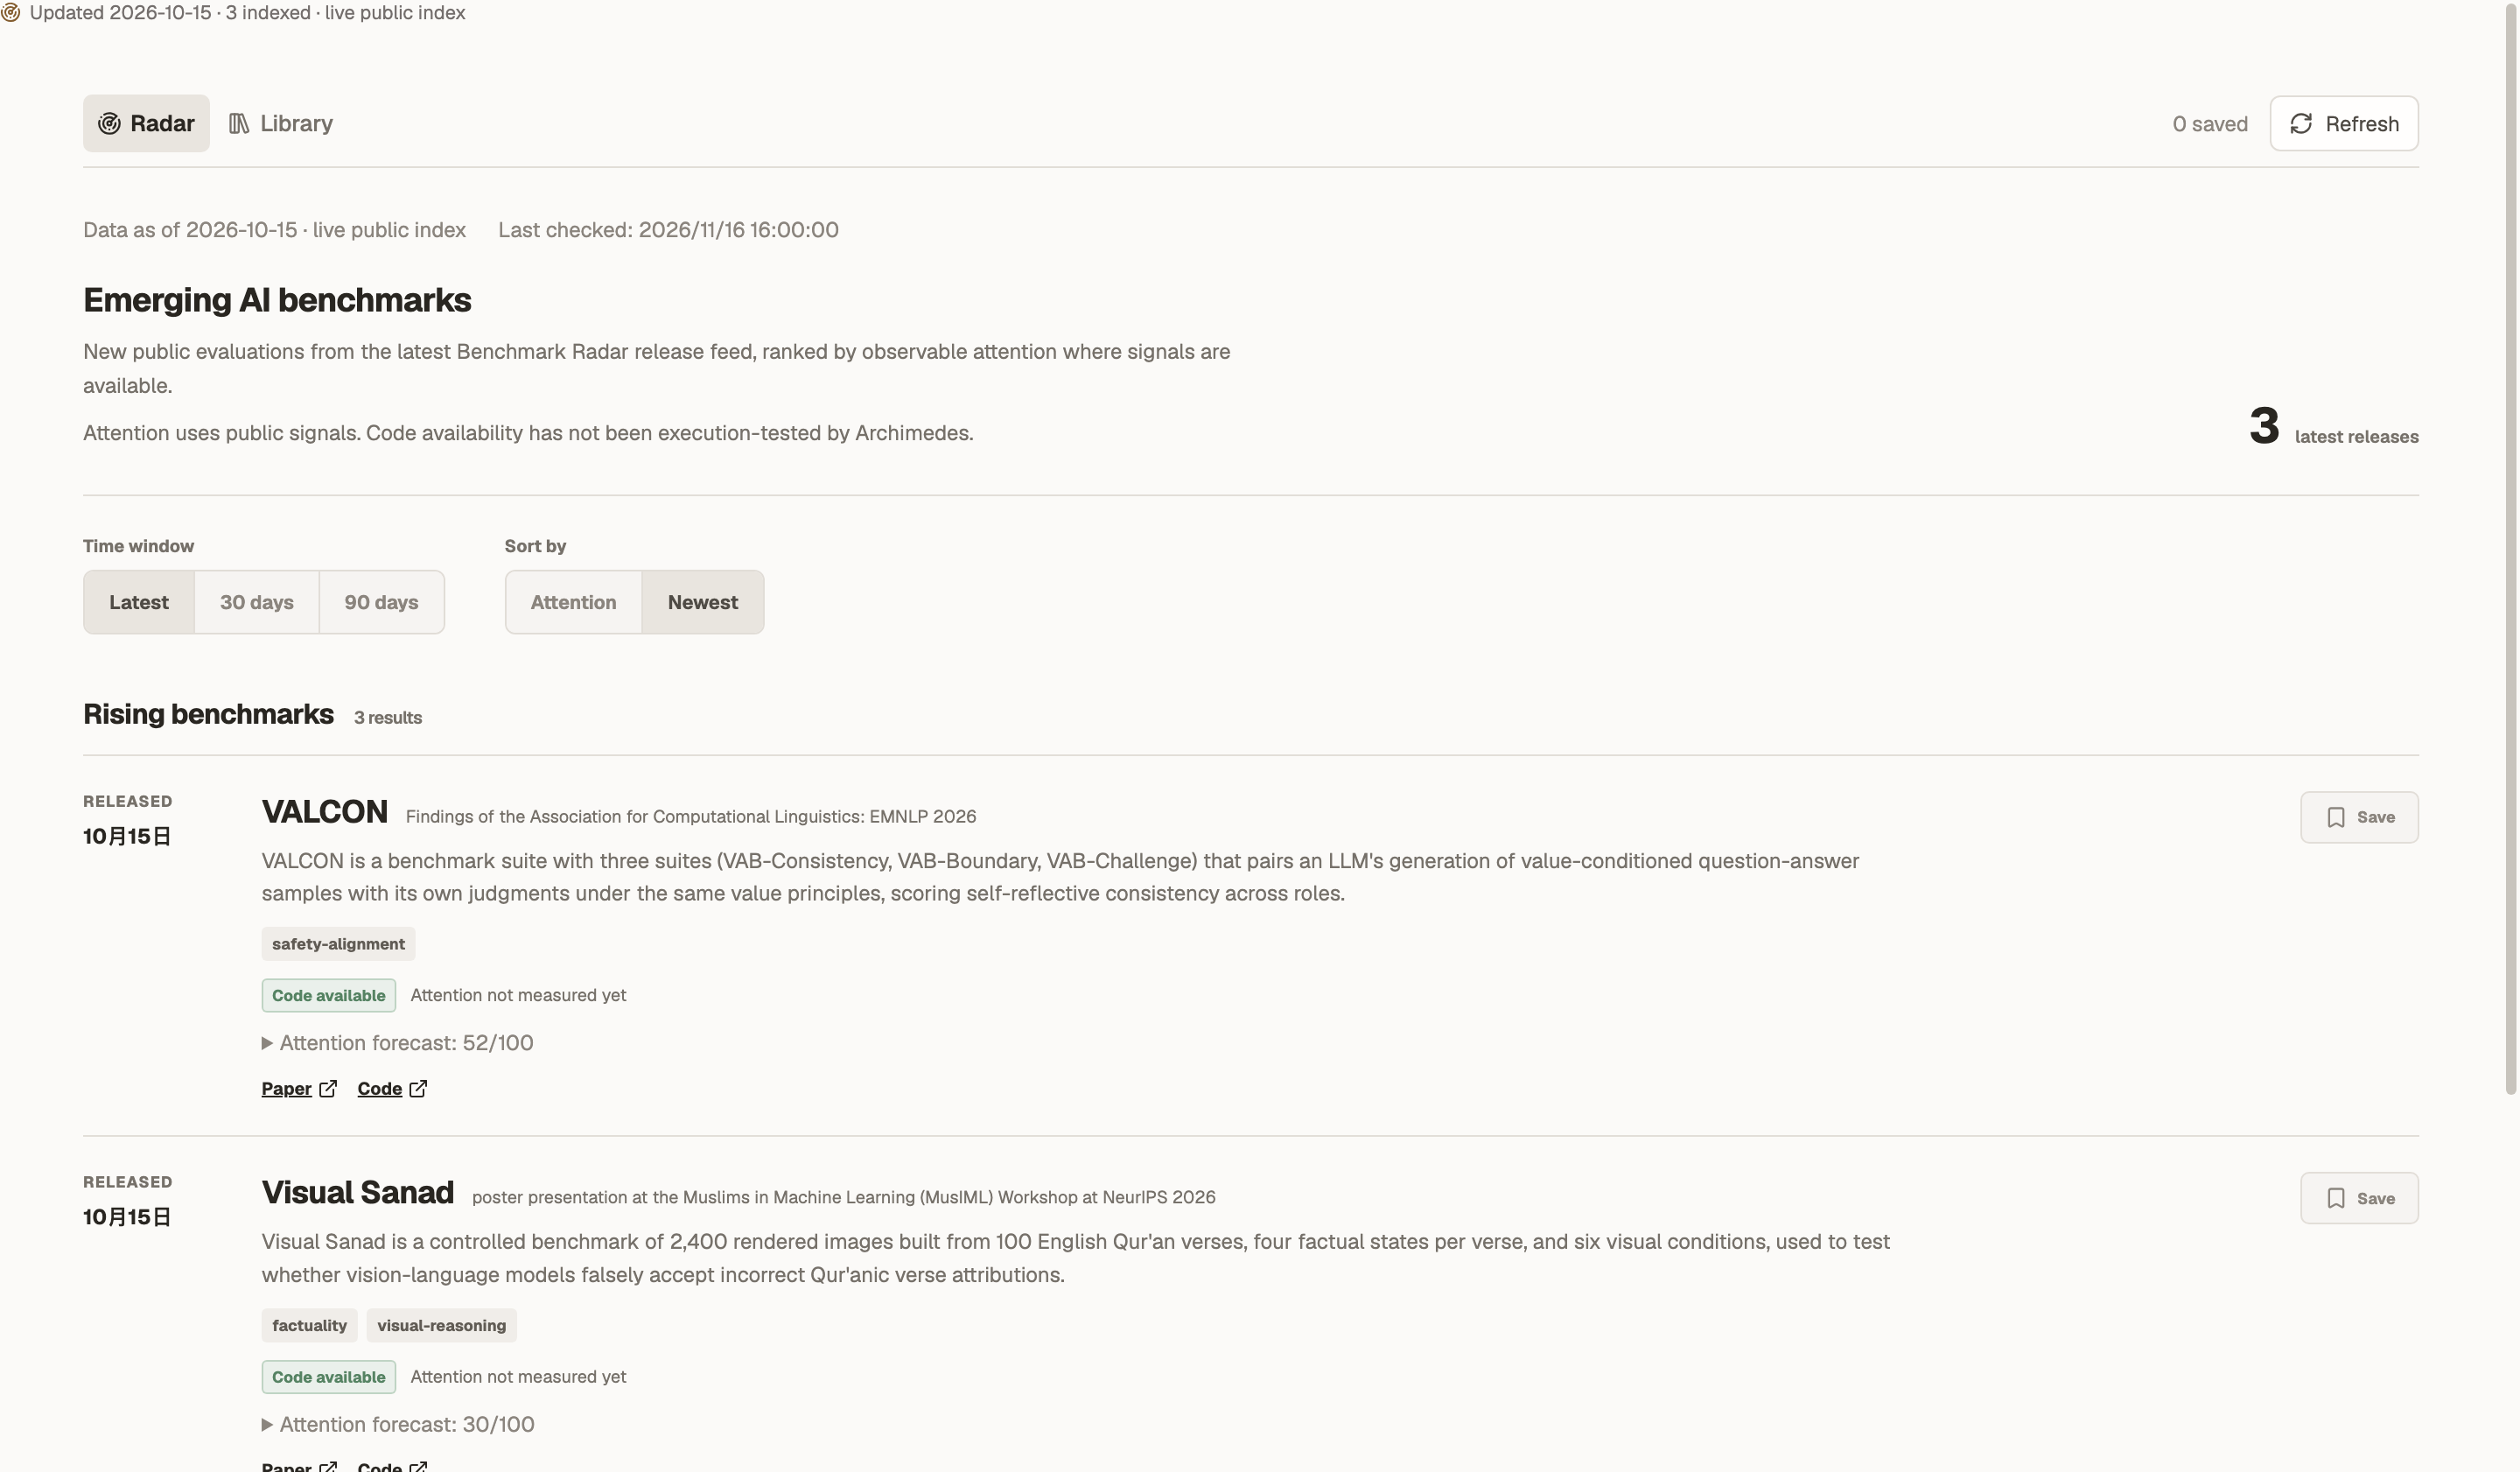 Updated 2026-10-15 · 3 indexed · live public index
Radar
Library
0 saved
Refresh
Data as of 2026-10-15 · live public index
Last checked: 2026/11/16 16:00:00
Emerging AI benchmarks
New public evaluations from the latest Benchmark Radar release feed, ranked by observable attention where signals are
available.
Attention uses public signals. Code availability has not been execution-tested by Archimedes.
3 latest releases
Time window
Latest
30 days
90 days
Sort by
Attention
Newest
Rising benchmarks 3 results
RELEASED
10月15日
VALCON Findings of the Association for Computational Linguistics: EMNLP 2026
VALCON is a benchmark suite with three suites (VAB-Consistency, VAB-Boundary, VAB-Challenge) that pairs an LLM's generation of value-conditioned question-answer
samples with its own judgments under the same value principles, scoring self-reflective consistency across roles.
safety-alignment
Code available Attention not measured yet
Attention forecast: 52/100
Paper Code
Save
RELEASED
10月15日
Visual Sanad poster presentation at the Muslims in Machine Learning (MusIML) Workshop at NeurIPS 2026
Visual Sanad is a controlled benchmark of 2,400 rendered images built from 100 English Qur'an verses, four factual states per verse, and six visual conditions, used to test
whether vision-language models falsely accept incorrect Qur'anic verse attributions.
factuality visual-reasoning
Code available Attention not measured yet
Attention forecast: 30/100
Paper Code
Save